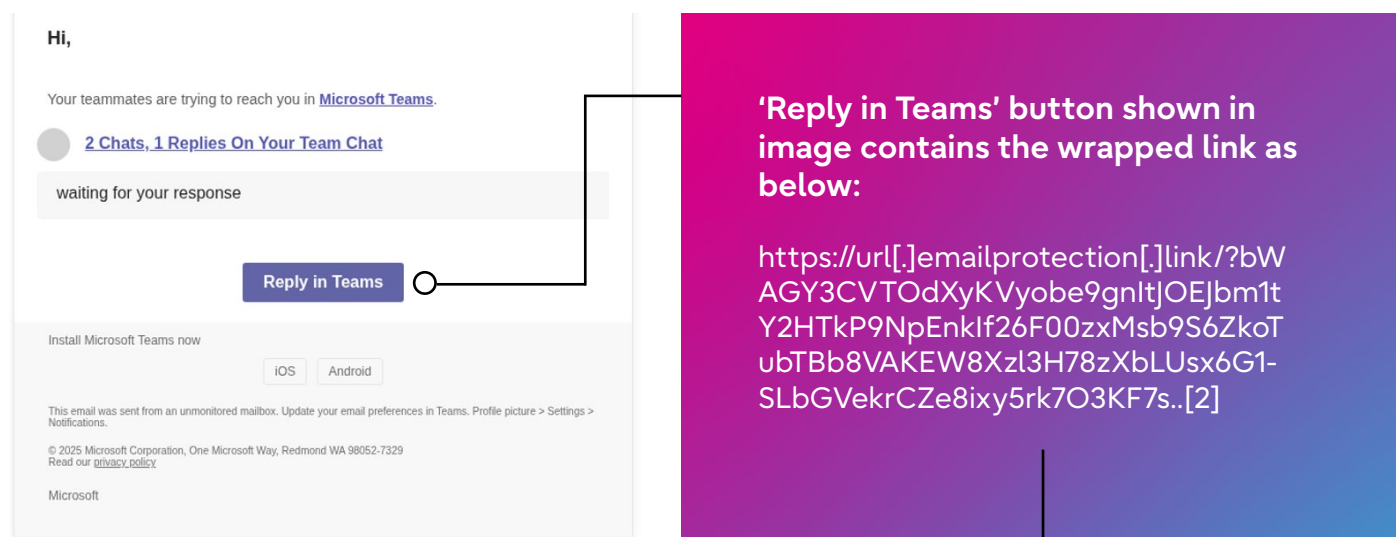 Hi,
Your teammates are trying to reach you in Microsoft Teams.
2 Chats, 1 Replies On Your Team Chat
waiting for your response
Reply in Teams
Install Microsoft Teams now
iOS Android
This email was sent from an unmonitored mailbox. Update your email preferences in Teams. Profile picture > Settings >
Notifications.
© 2025 Microsoft Corporation, One Microsoft Way, Redmond WA 98052-7329
Read our privacy policy
Microsoft
‘Reply in Teams’ button shown in
image contains the wrapped link as
below:
https://url[.]emailprotection[.]link/?bW
AGY3CVTOdXyKVyobe9gnItJOEJbm1t
Y2HTkP9NpEnkIf26F00zxMsb9S6ZkoT
ubTBb8VAKEW8Xzl3H78zXbLUsx6G1-
SLbGVekrCZe8ixy5rk7O3KF7s..[2]